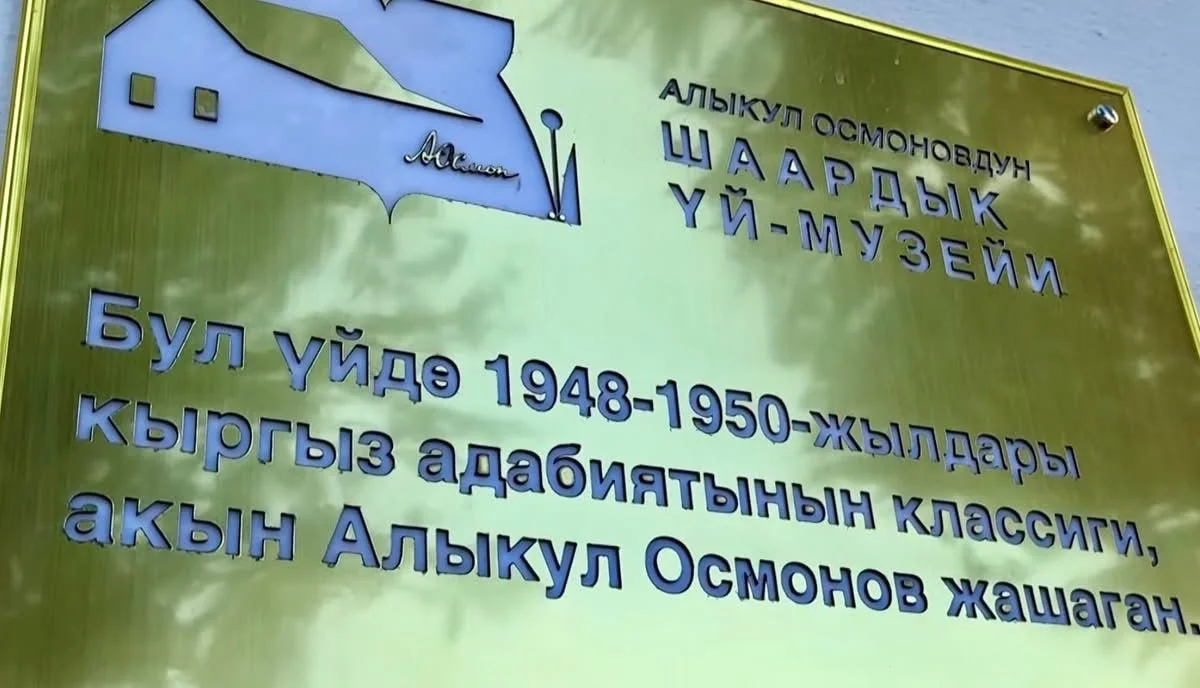 АЛЫКУЛ ОСМОНОВДУН
ШААРДЫК
ҮЙ-МУЗЕЙИ
Бул үйдө 1948-1950-жылдары
кыргыз адабиятынын классиги,
акын Алыкул Осмонов жашаган.